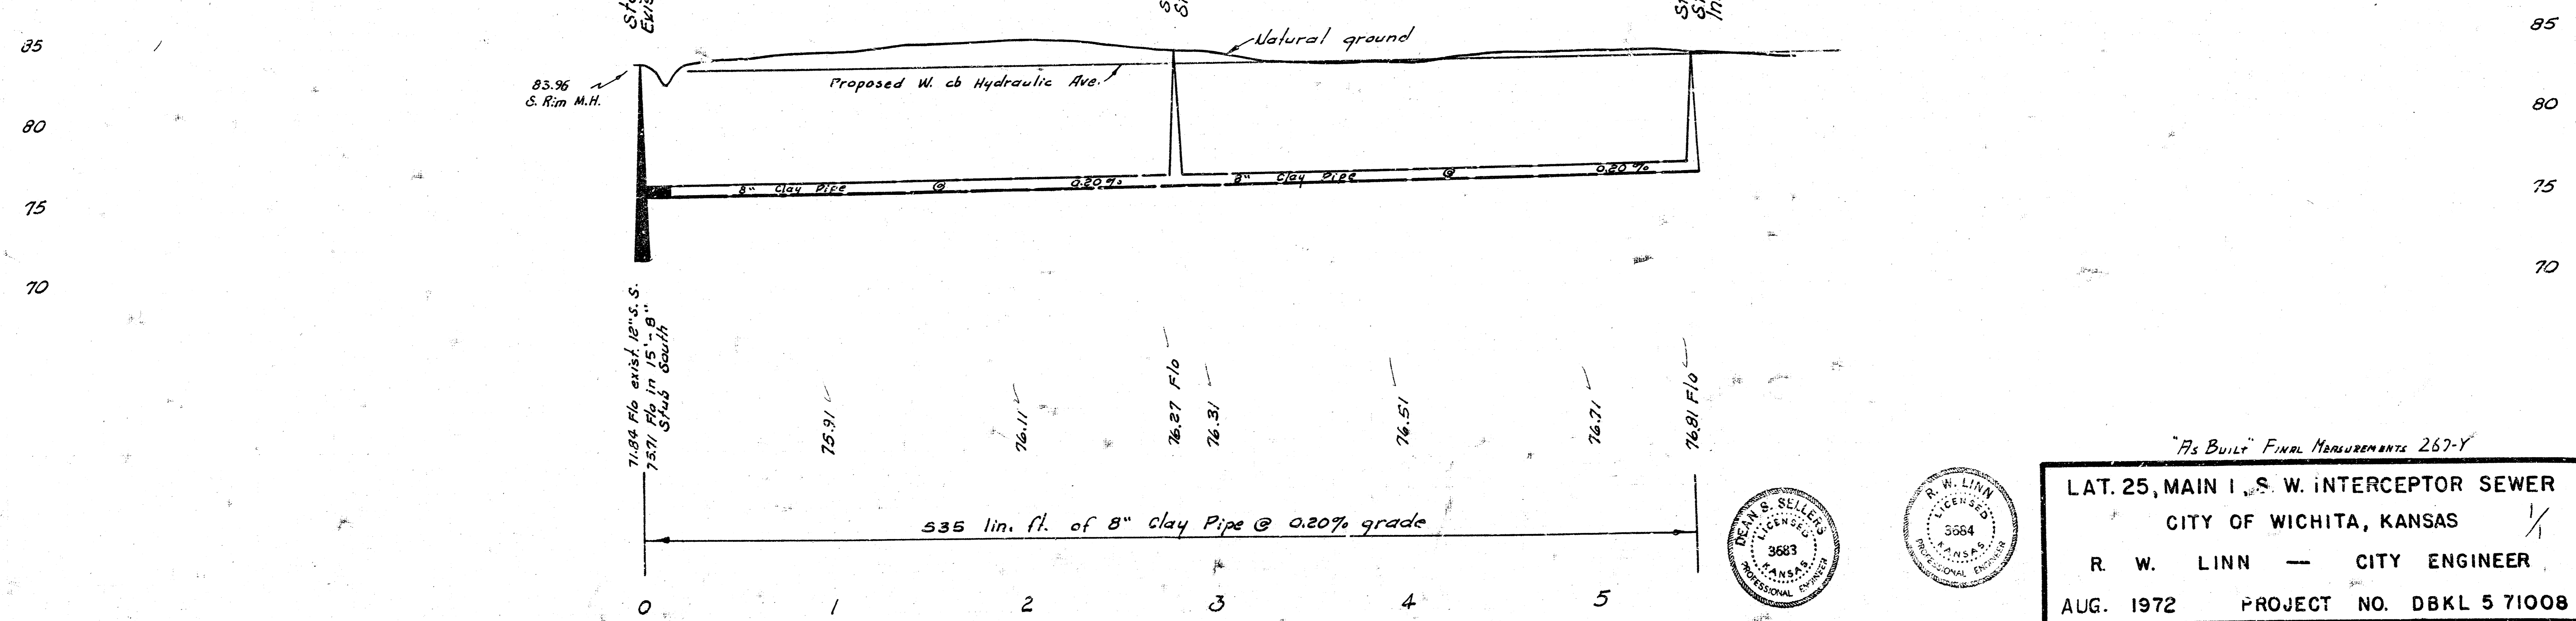 85
85
Natural ground
83.96
S. Rim M.H.
Proposed W. cb Hydraulic Ave.
80
80
8" Clay Pipe @ 0.20%
8" Clay Pipe @ 0.20%
75
75
70
70
71.84 Flo exist. 12" S.S.
75.71 Flo in 15'-8"
Stub South
75.91
76.11
76.27 Flo
76.31
76.51
76.71
76.81 Flo
535 lin. ft. of 8" Clay Pipe @ 0.20% grade
0 1 2 3 4 5
DEAN S. SELLERS
LICENSED
3683
KANSAS
PROFESSIONAL ENGINEER
R. W. LINN
LICENSED
3684
KANSAS
PROFESSIONAL ENGINEER
"As Built" Final Measurements 267-Y
LAT. 25, MAIN 1, S. W. INTERCEPTOR SEWER
CITY OF WICHITA, KANSAS 1/1
R. W. LINN — CITY ENGINEER
AUG. 1972 PROJECT NO. DBKL 5 71008